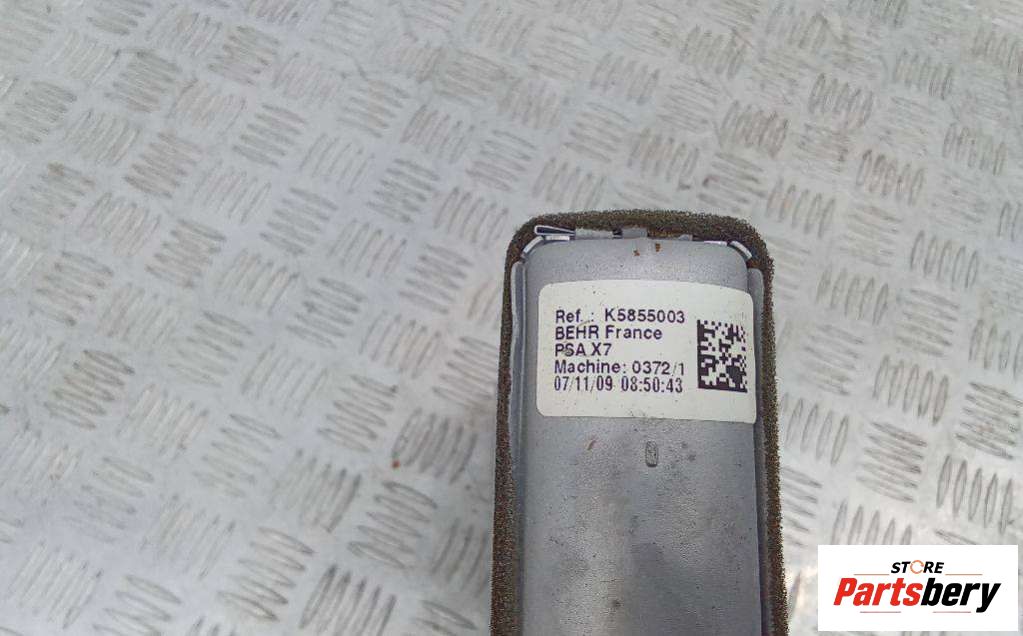 Ref..: K5855003
BEHR France
PSA X7
Machine: 0372/1
07/11/09 08:50:43
STORE
Partsbery